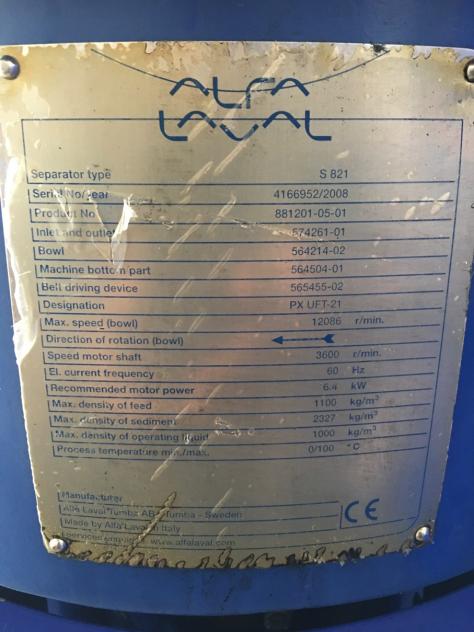 ALFA
LAVAL
Separator type S 821
Serial No/year 4166952/2008
Product No 881201-05-01
Inlet and outlet 574261-01
Bowl 564214-02
Machine bottom part 564504-01
Belt driving device 565455-02
Designation PX UFT-21
Max. speed (bowl) 12086 r/min.
Direction of rotation (bowl)
Speed motor shaft 3600 r/min.
El. current frequency 60 Hz
Recommended motor power 6.4 kW
Max. density of feed 1100 kg/m³
Max. density of sediment 2327 kg/m³
Max. density of operating liquid 1000 kg/m³
Process temperature min./max. 0/100 °C
Manufacturer
Alfa Laval Tumba AB Tumba - Sweden
Made by Alfa Laval in Italy
www.alfalaval.com
CE